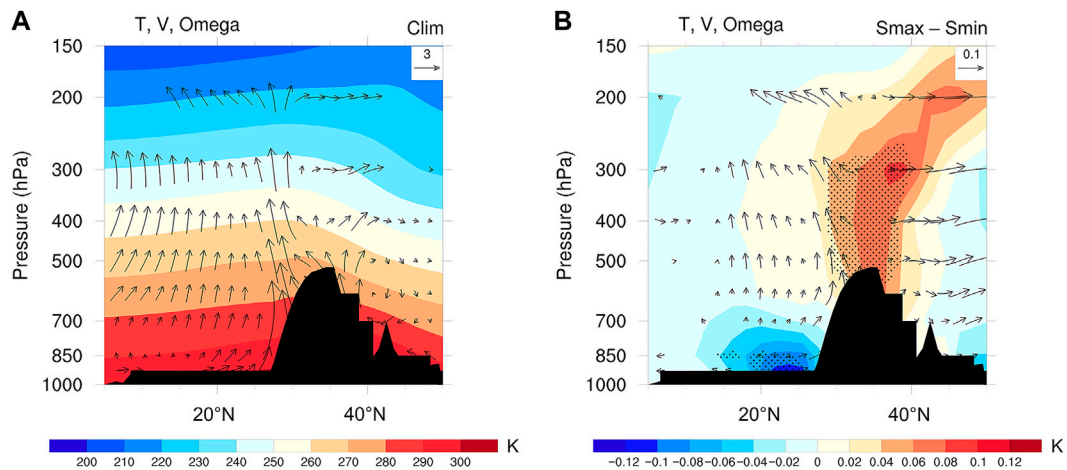 A
T, V, Omega
Clim
3
Pressure (hPa)
150
200
300
400
500
700
850
1000
20°N
40°N
200 210 220 230 240 250 260 270 280 290 300
K
B
T, V, Omega
Smax – Smin
0.1
Pressure (hPa)
150
200
300
400
500
700
850
1000
20°N
40°N
−0.12 −0.1 −0.08 −0.06 −0.04 −0.02 0 0.02 0.04 0.06 0.08 0.1 0.12
K